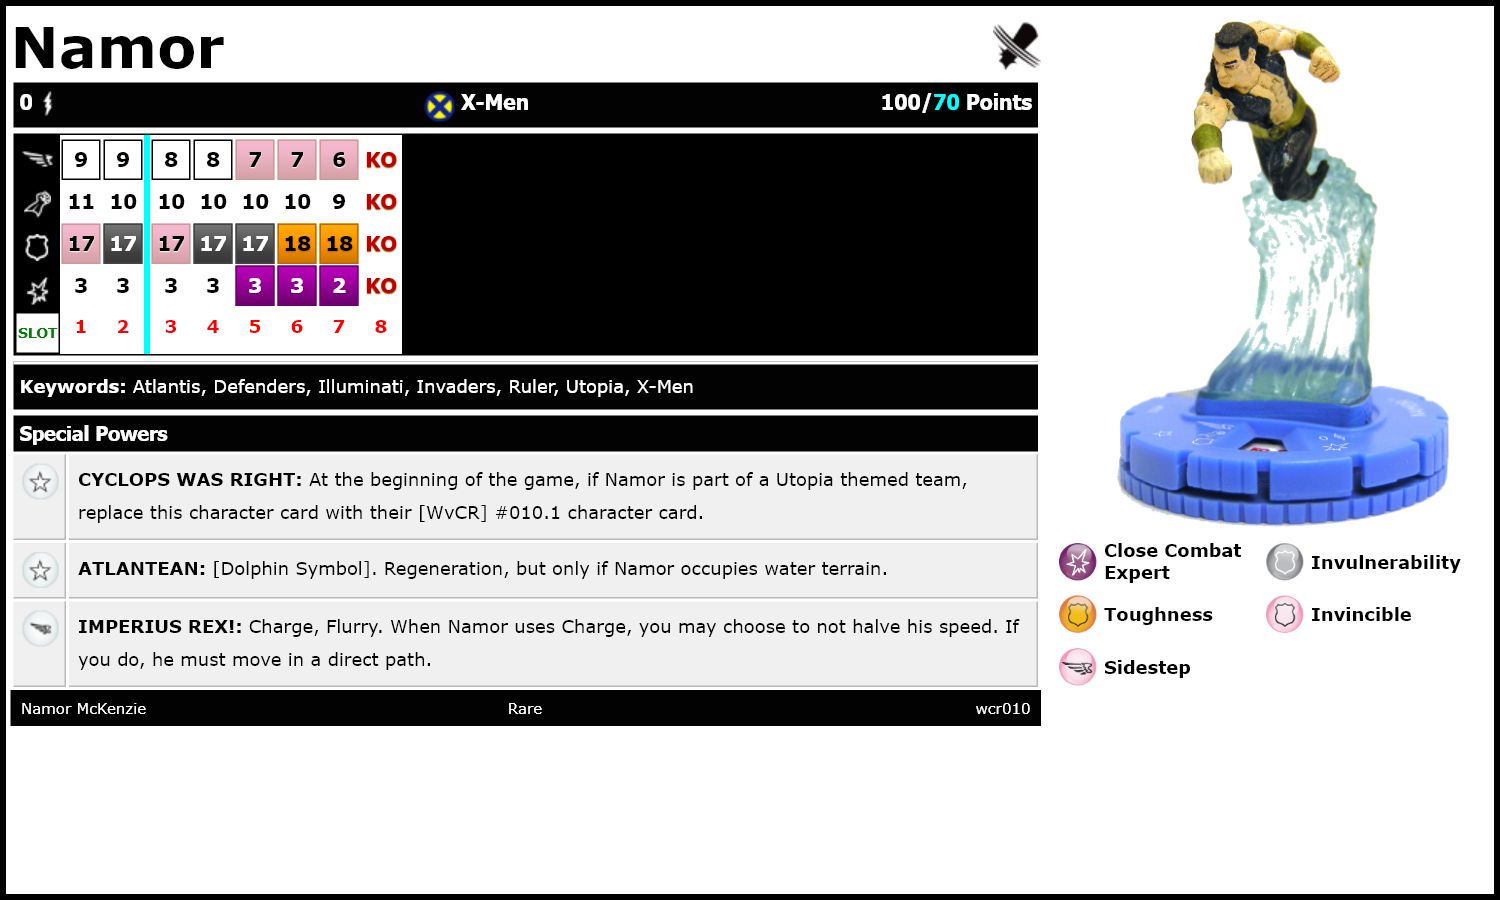 Namor
0 X-Men 100/70 Points
9 9 8 8 7 7 6 KO
11 10 10 10 10 10 9 KO
17 17 17 17 17 18 18 KO
3 3 3 3 3 3 2 KO
SLOT 1 2 3 4 5 6 7 8
Keywords: Atlantis, Defenders, Illuminati, Invaders, Ruler, Utopia, X-Men
Special Powers
CYCLOPS WAS RIGHT: At the beginning of the game, if Namor is part of a Utopia themed team,
replace this character card with their [WvCR] #010.1 character card.
ATLANTEAN: [Dolphin Symbol]. Regeneration, but only if Namor occupies water terrain.
IMPERIUS REX!: Charge, Flurry. When Namor uses Charge, you may choose to not halve his speed. If
you do, he must move in a direct path.
Namor McKenzie Rare wcr010
Close Combat
Expert
Invulnerability
Toughness
Invincible
Sidestep